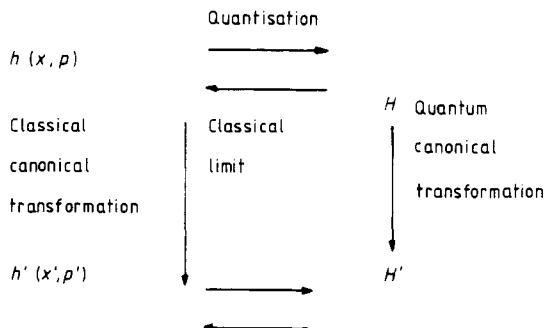 Quantisation
h (x, p)
H Quantum
Classical Classical
canonical limit canonical
transformation transformation
h' (x', p') H'